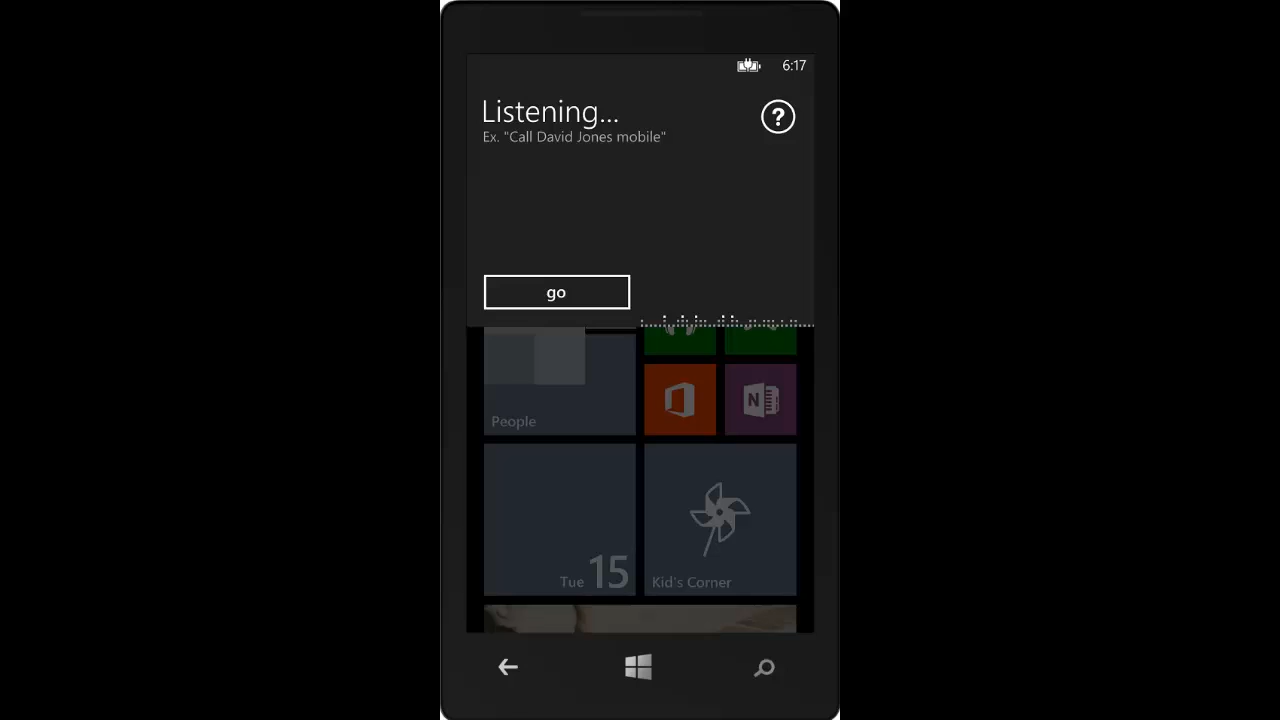 6:17
Listening...
?
Ex. "Call David Jones mobile"
go
People
N
Tue 15
Kid's Corner